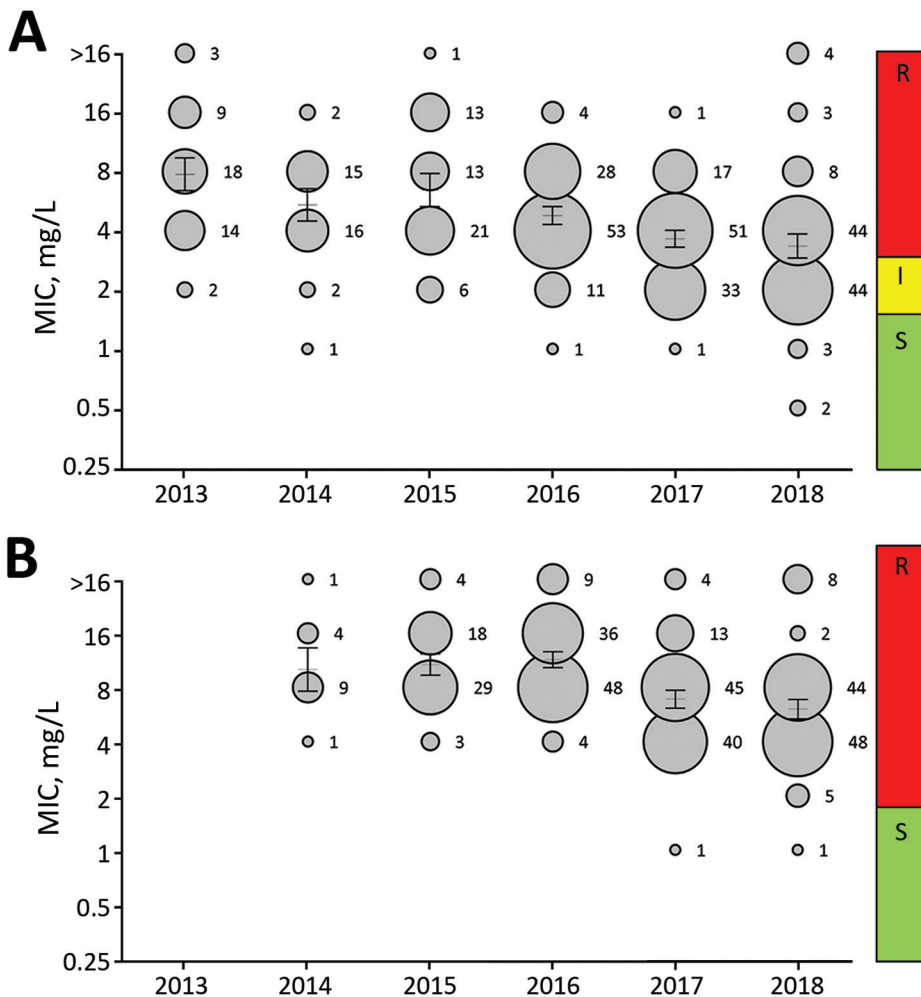 A
MIC, mg/L
>16 3 1 4
16 9 2 13 4 1 3
8 18 15 13 28 17 8
4 14 16 21 53 51 44
2 2 2 6 11 33 44
1 1 1 1 3
0.5 2
0.25
2013 2014 2015 2016 2017 2018
R
I
S
B
MIC, mg/L
>16 1 4 9 4 8
16 4 18 36 13 2
8 9 29 48 45 44
4 1 3 4 40 48
2 5
1 1 1
0.5
0.25
2013 2014 2015 2016 2017 2018
R
S